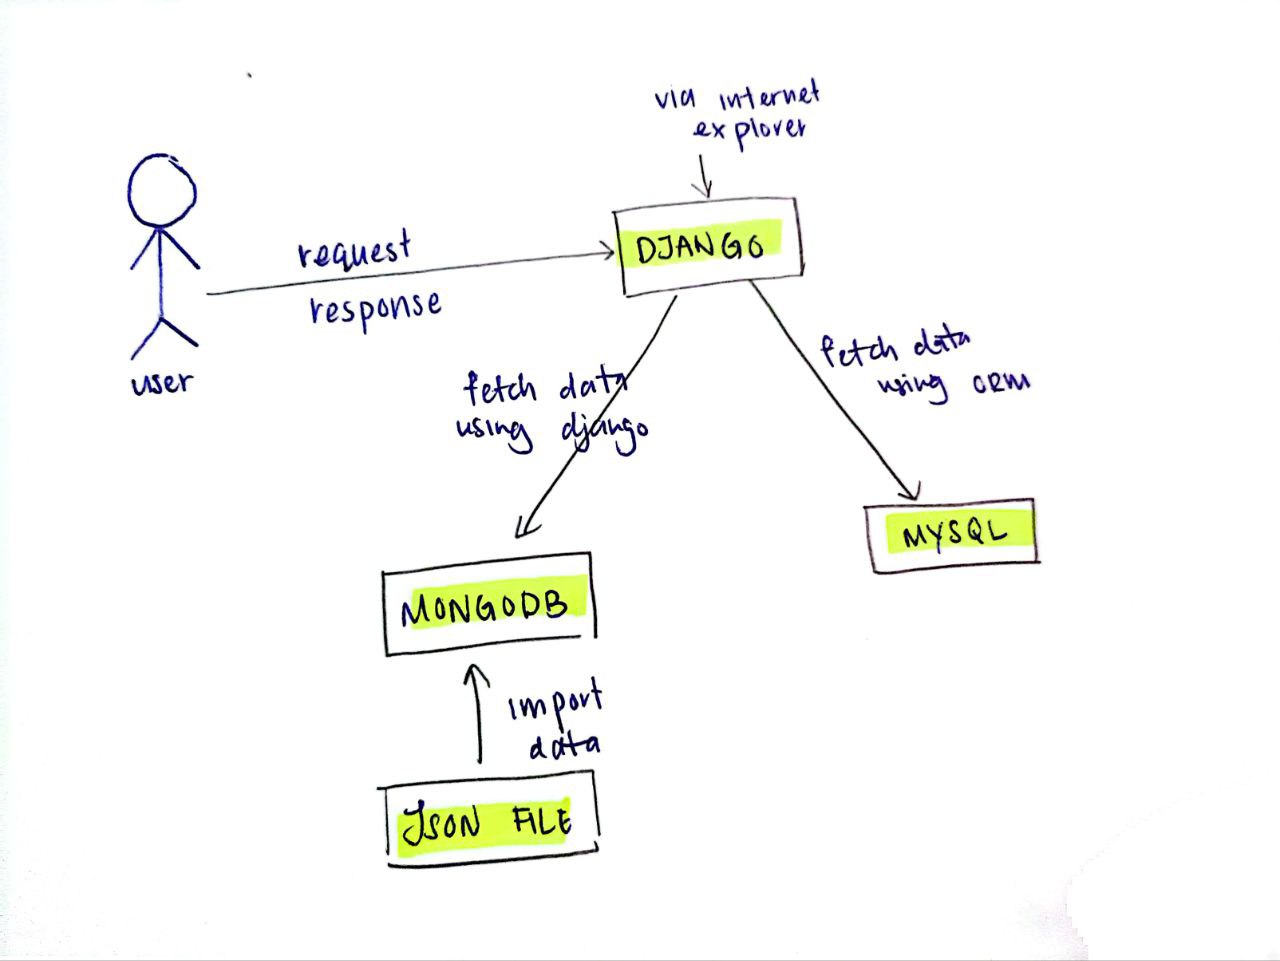 via internet
explorer
DJANGO
request
response
user
fetch data
using django
fetch data
using ORM
MYSQL
MONGODB
import
data
JSON FILE